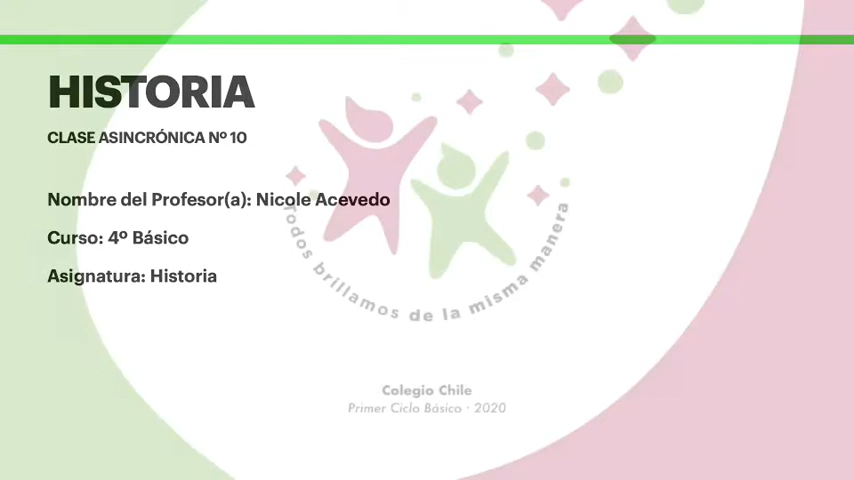 HISTORIA
CLASE ASINCRÓNICA Nº 10
Nombre del Profesor(a): Nicole Acevedo
Curso: 4º Básico
Asignatura: Historia
Todos brillamos de la misma manera
Colegio Chile
Primer Ciclo Básico · 2020